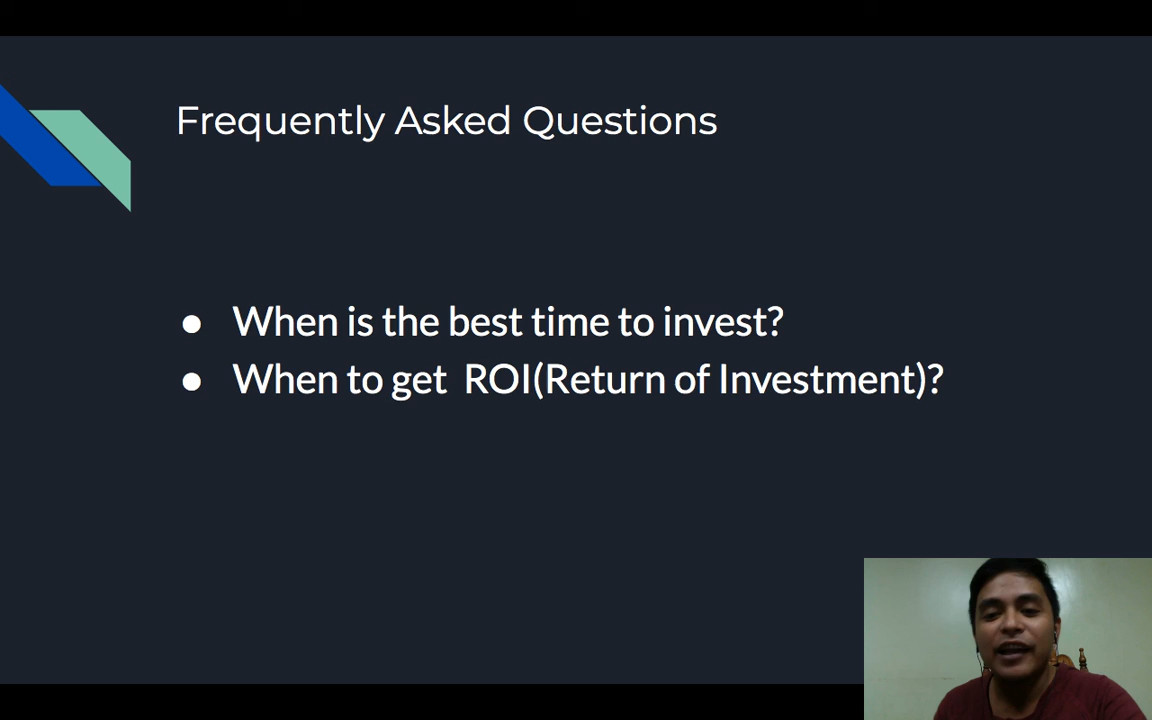 Frequently Asked Questions
● When is the best time to invest?
● When to get  ROI(Return of Investment)?